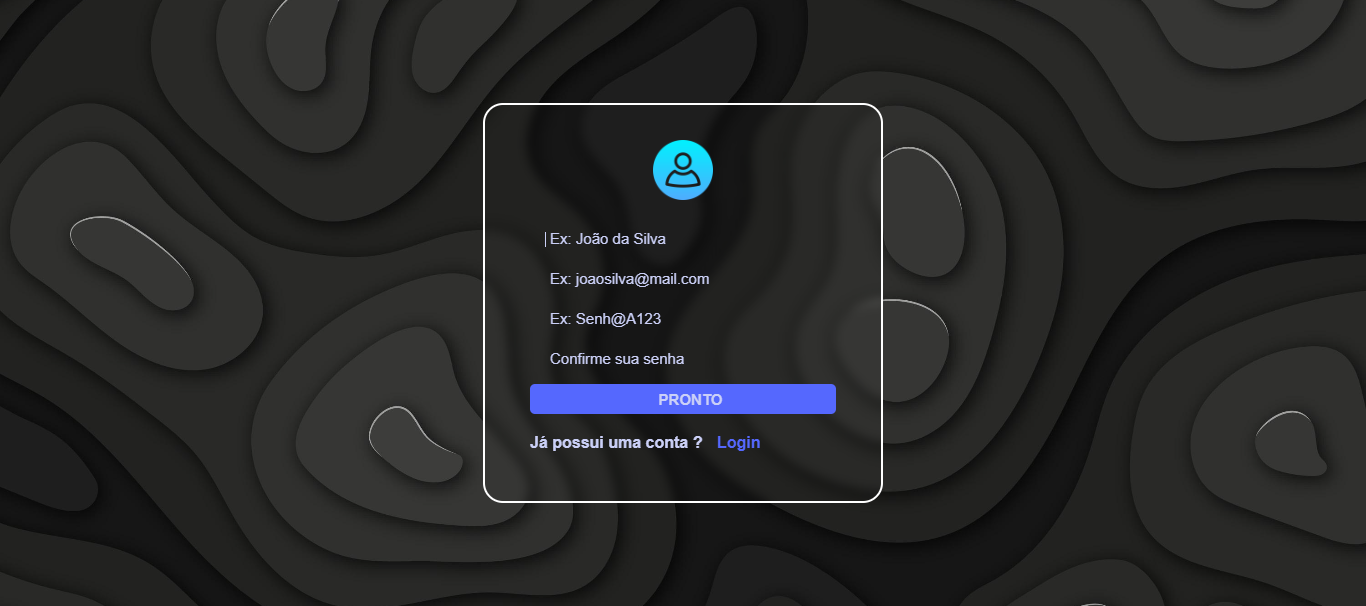 Ex: João da Silva
Ex: joaosilva@mail.com
Ex: Senh@A123
Confirme sua senha
PRONTO
Já possui uma conta ? Login